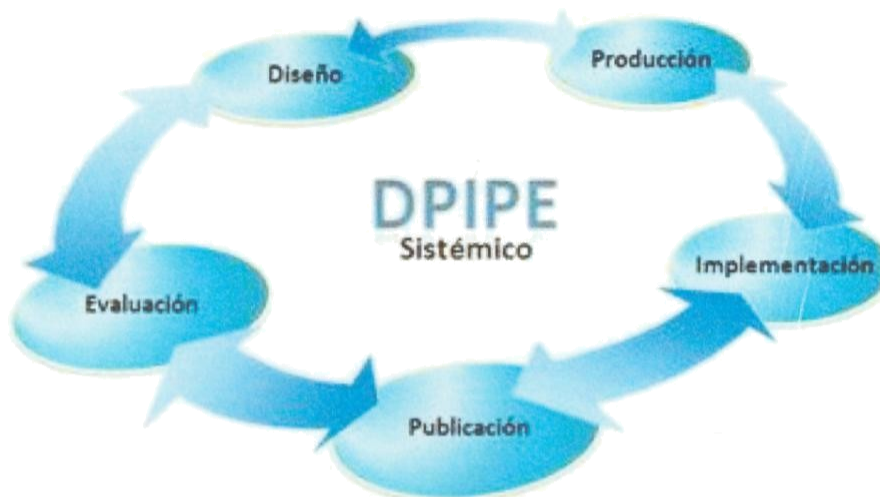 Diseño
Producción
DPIPE
Sistémico
Implementación
Evaluación
Publicación